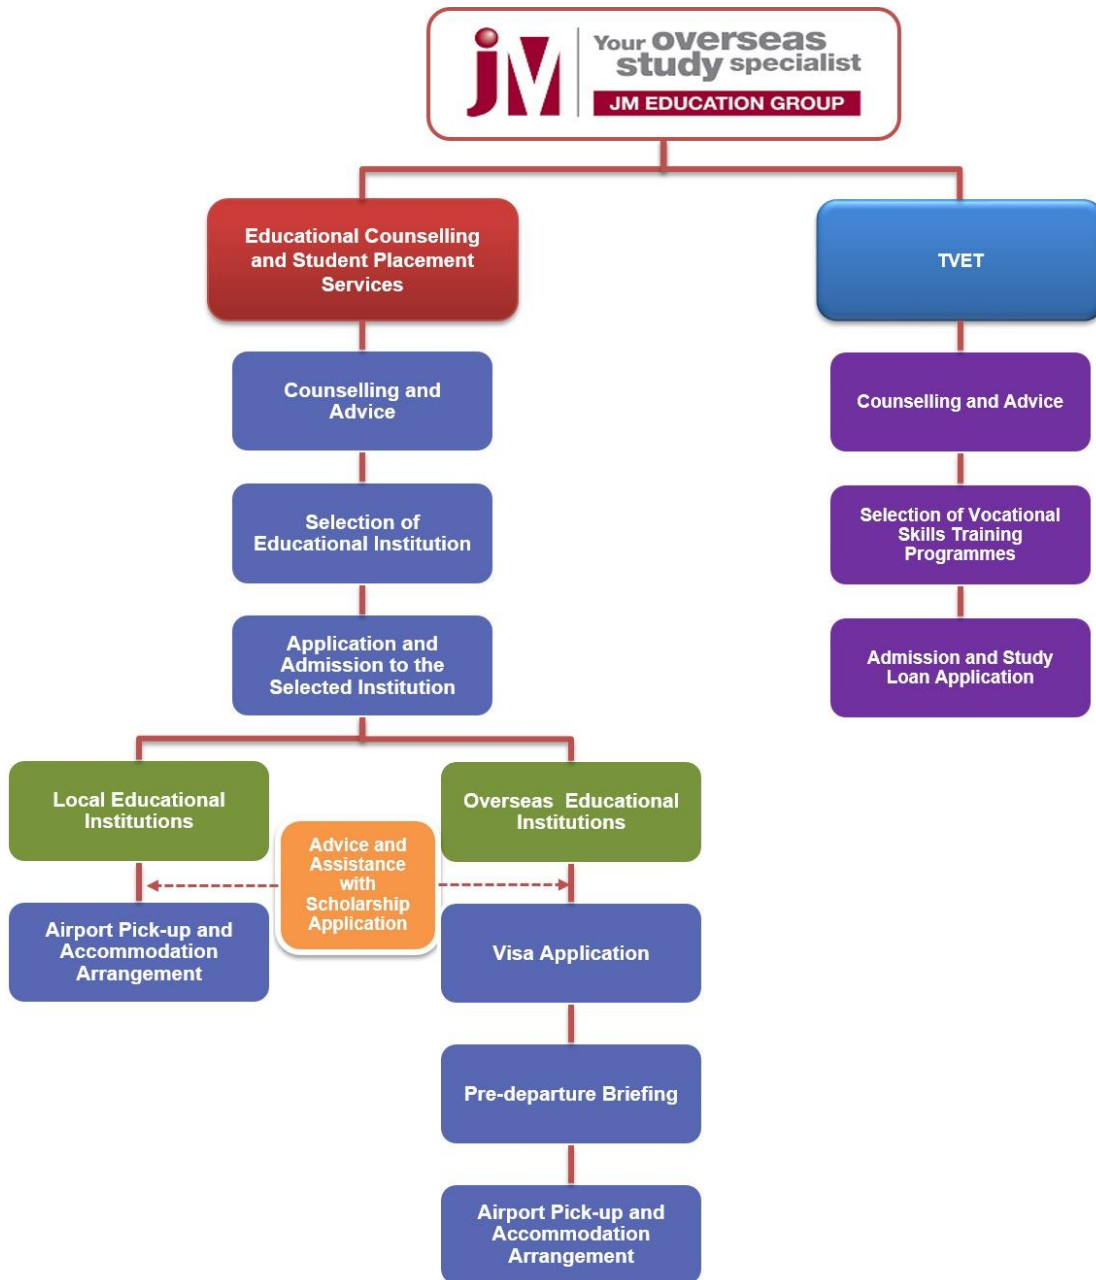 jM
Your overseas
study specialist
JM EDUCATION GROUP
Educational Counselling
and Student Placement
Services
TVET
Counselling and
Advice
Counselling and Advice
Selection of
Educational Institution
Selection of Vocational
Skills Training
Programmes
Application and
Admission to the
Selected Institution
Admission and Study
Loan Application
Local Educational
Institutions
Overseas Educational
Institutions
Advice and
Assistance
with
Scholarship
Application
Airport Pick-up and
Accommodation
Arrangement
Visa Application
Pre-departure Briefing
Airport Pick-up and
Accommodation
Arrangement